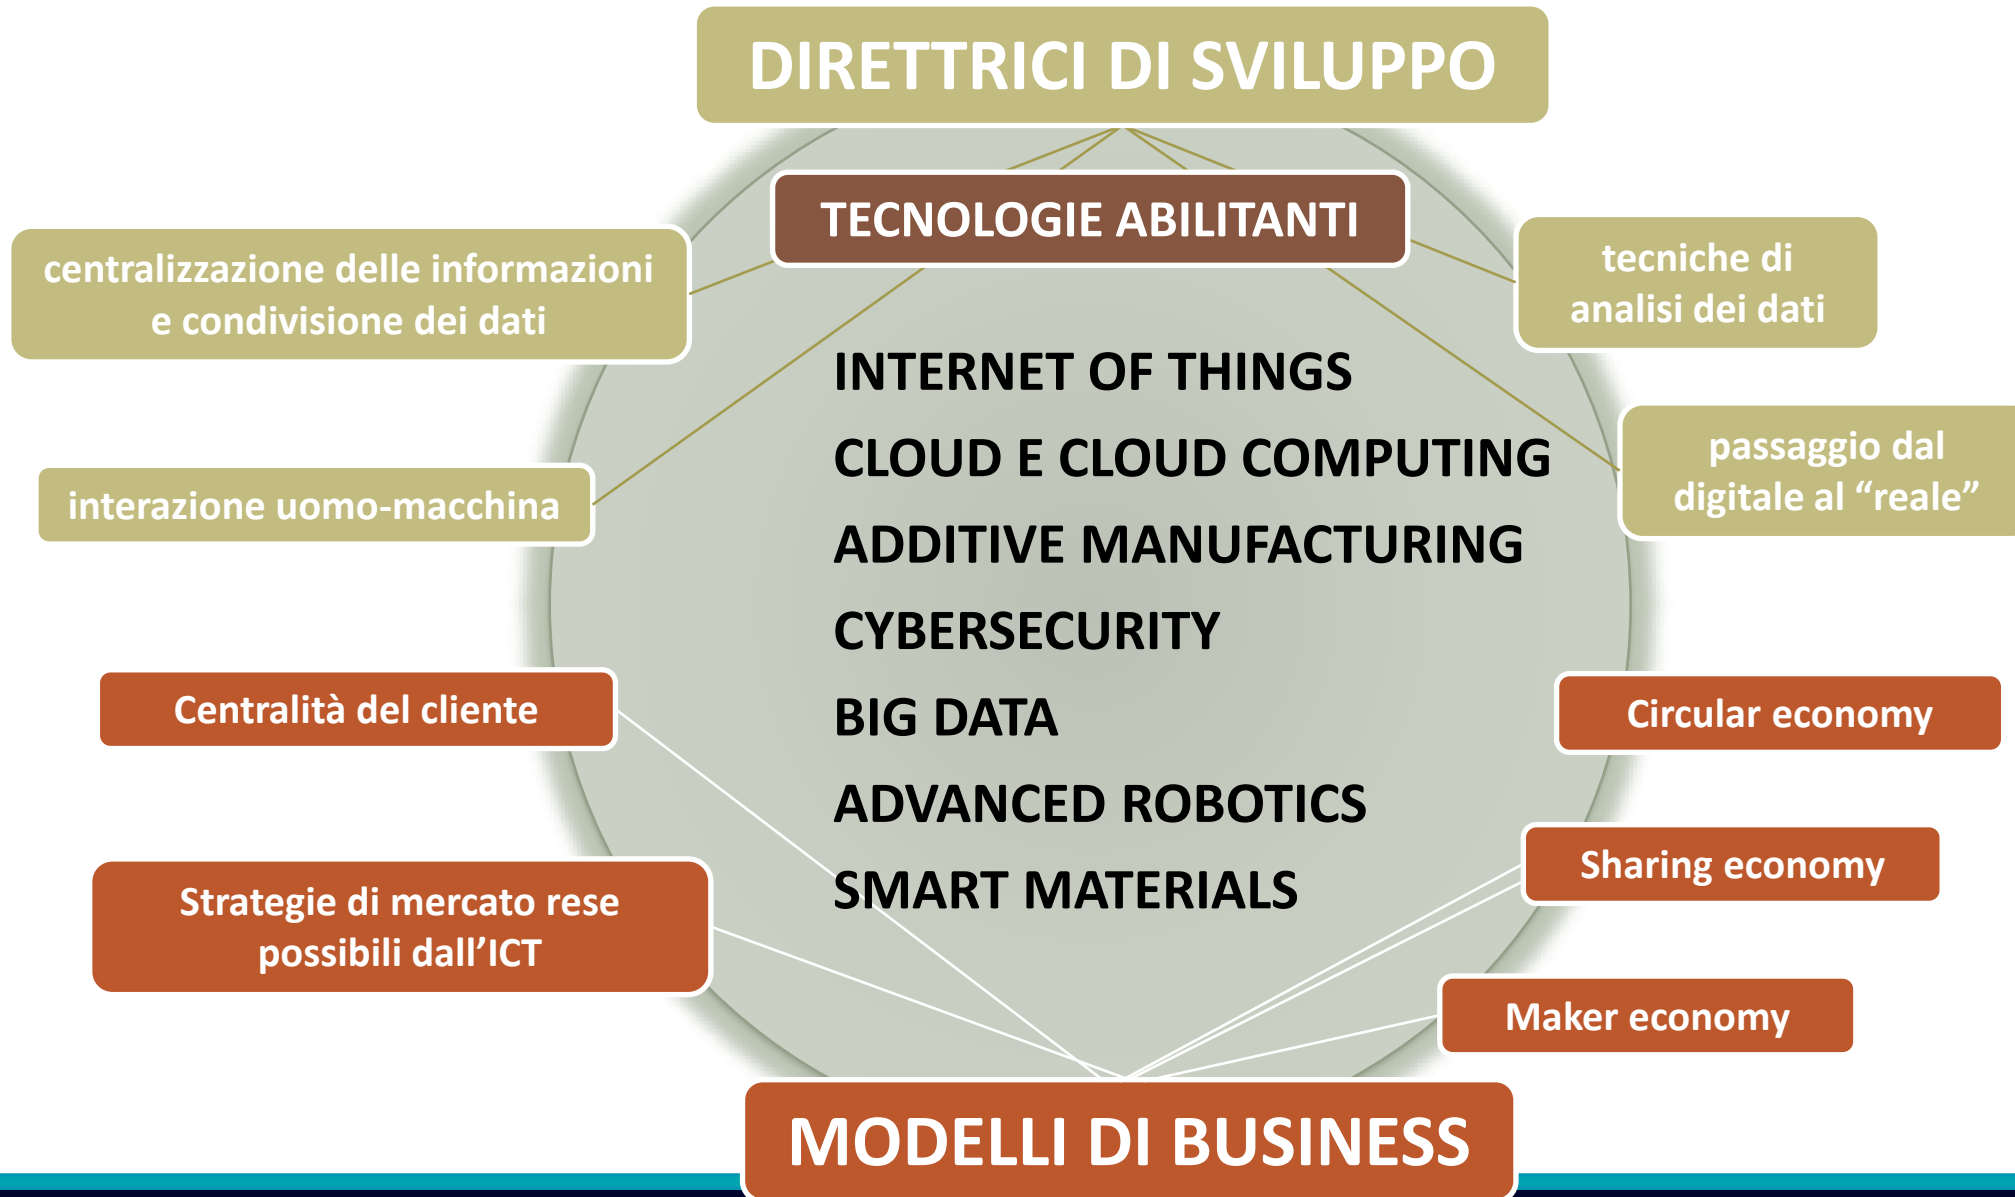 DIRETTRICI DI SVILUPPO
TECNOLOGIE ABILITANTI
centralizzazione delle informazioni
e condivisione dei dati
tecniche di
analisi dei dati
interazione uomo-macchina
passaggio dal
digitale al “reale”
INTERNET OF THINGS
CLOUD E CLOUD COMPUTING
ADDITIVE MANUFACTURING
CYBERSECURITY
BIG DATA
ADVANCED ROBOTICS
SMART MATERIALS
Centralità del cliente
Strategie di mercato rese
possibili dall’ICT
Circular economy
Sharing economy
Maker economy
MODELLI DI BUSINESS